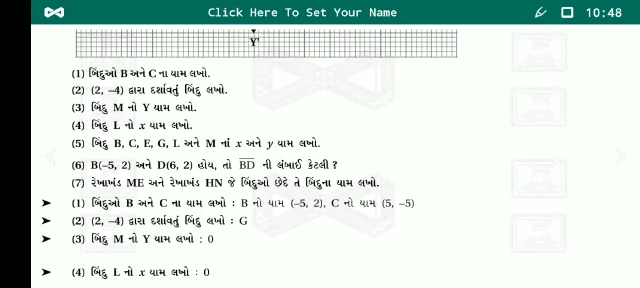 Click Here To Set Your Name
10:48
Y'
(1) બિંદુઓ B અને C ના યામ લખો.
(2) (2, –4) દ્વારા દર્શાવતું બિંદુ લખો.
(3) બિંદુ M નો Y યામ લખો.
(4) બિંદુ L નો x યામ લખો.
(5) બિંદુ B, C, E, G, L અને M નાં x અને y યામ લખો.
(6) B(–5, 2) અને D(6, 2) હોય, તો BD ની લંબાઈ કેટલી ?
(7) રેખાખંડ ME અને રેખાખંડ HN જે બિંદુઓ છેદે તે બિંદુના યામ લખો.
➤ (1) બિંદુઓ B અને C ના યામ લખો : B નો યામ (–5, 2), C નો યામ (5, –5)
➤ (2) (2, –4) દ્વારા દર્શાવતું બિંદુ લખો : G
➤ (3) બિંદુ M નો Y યામ લખો : 0
➤ (4) બિંદુ L નો x યામ લખો : 0